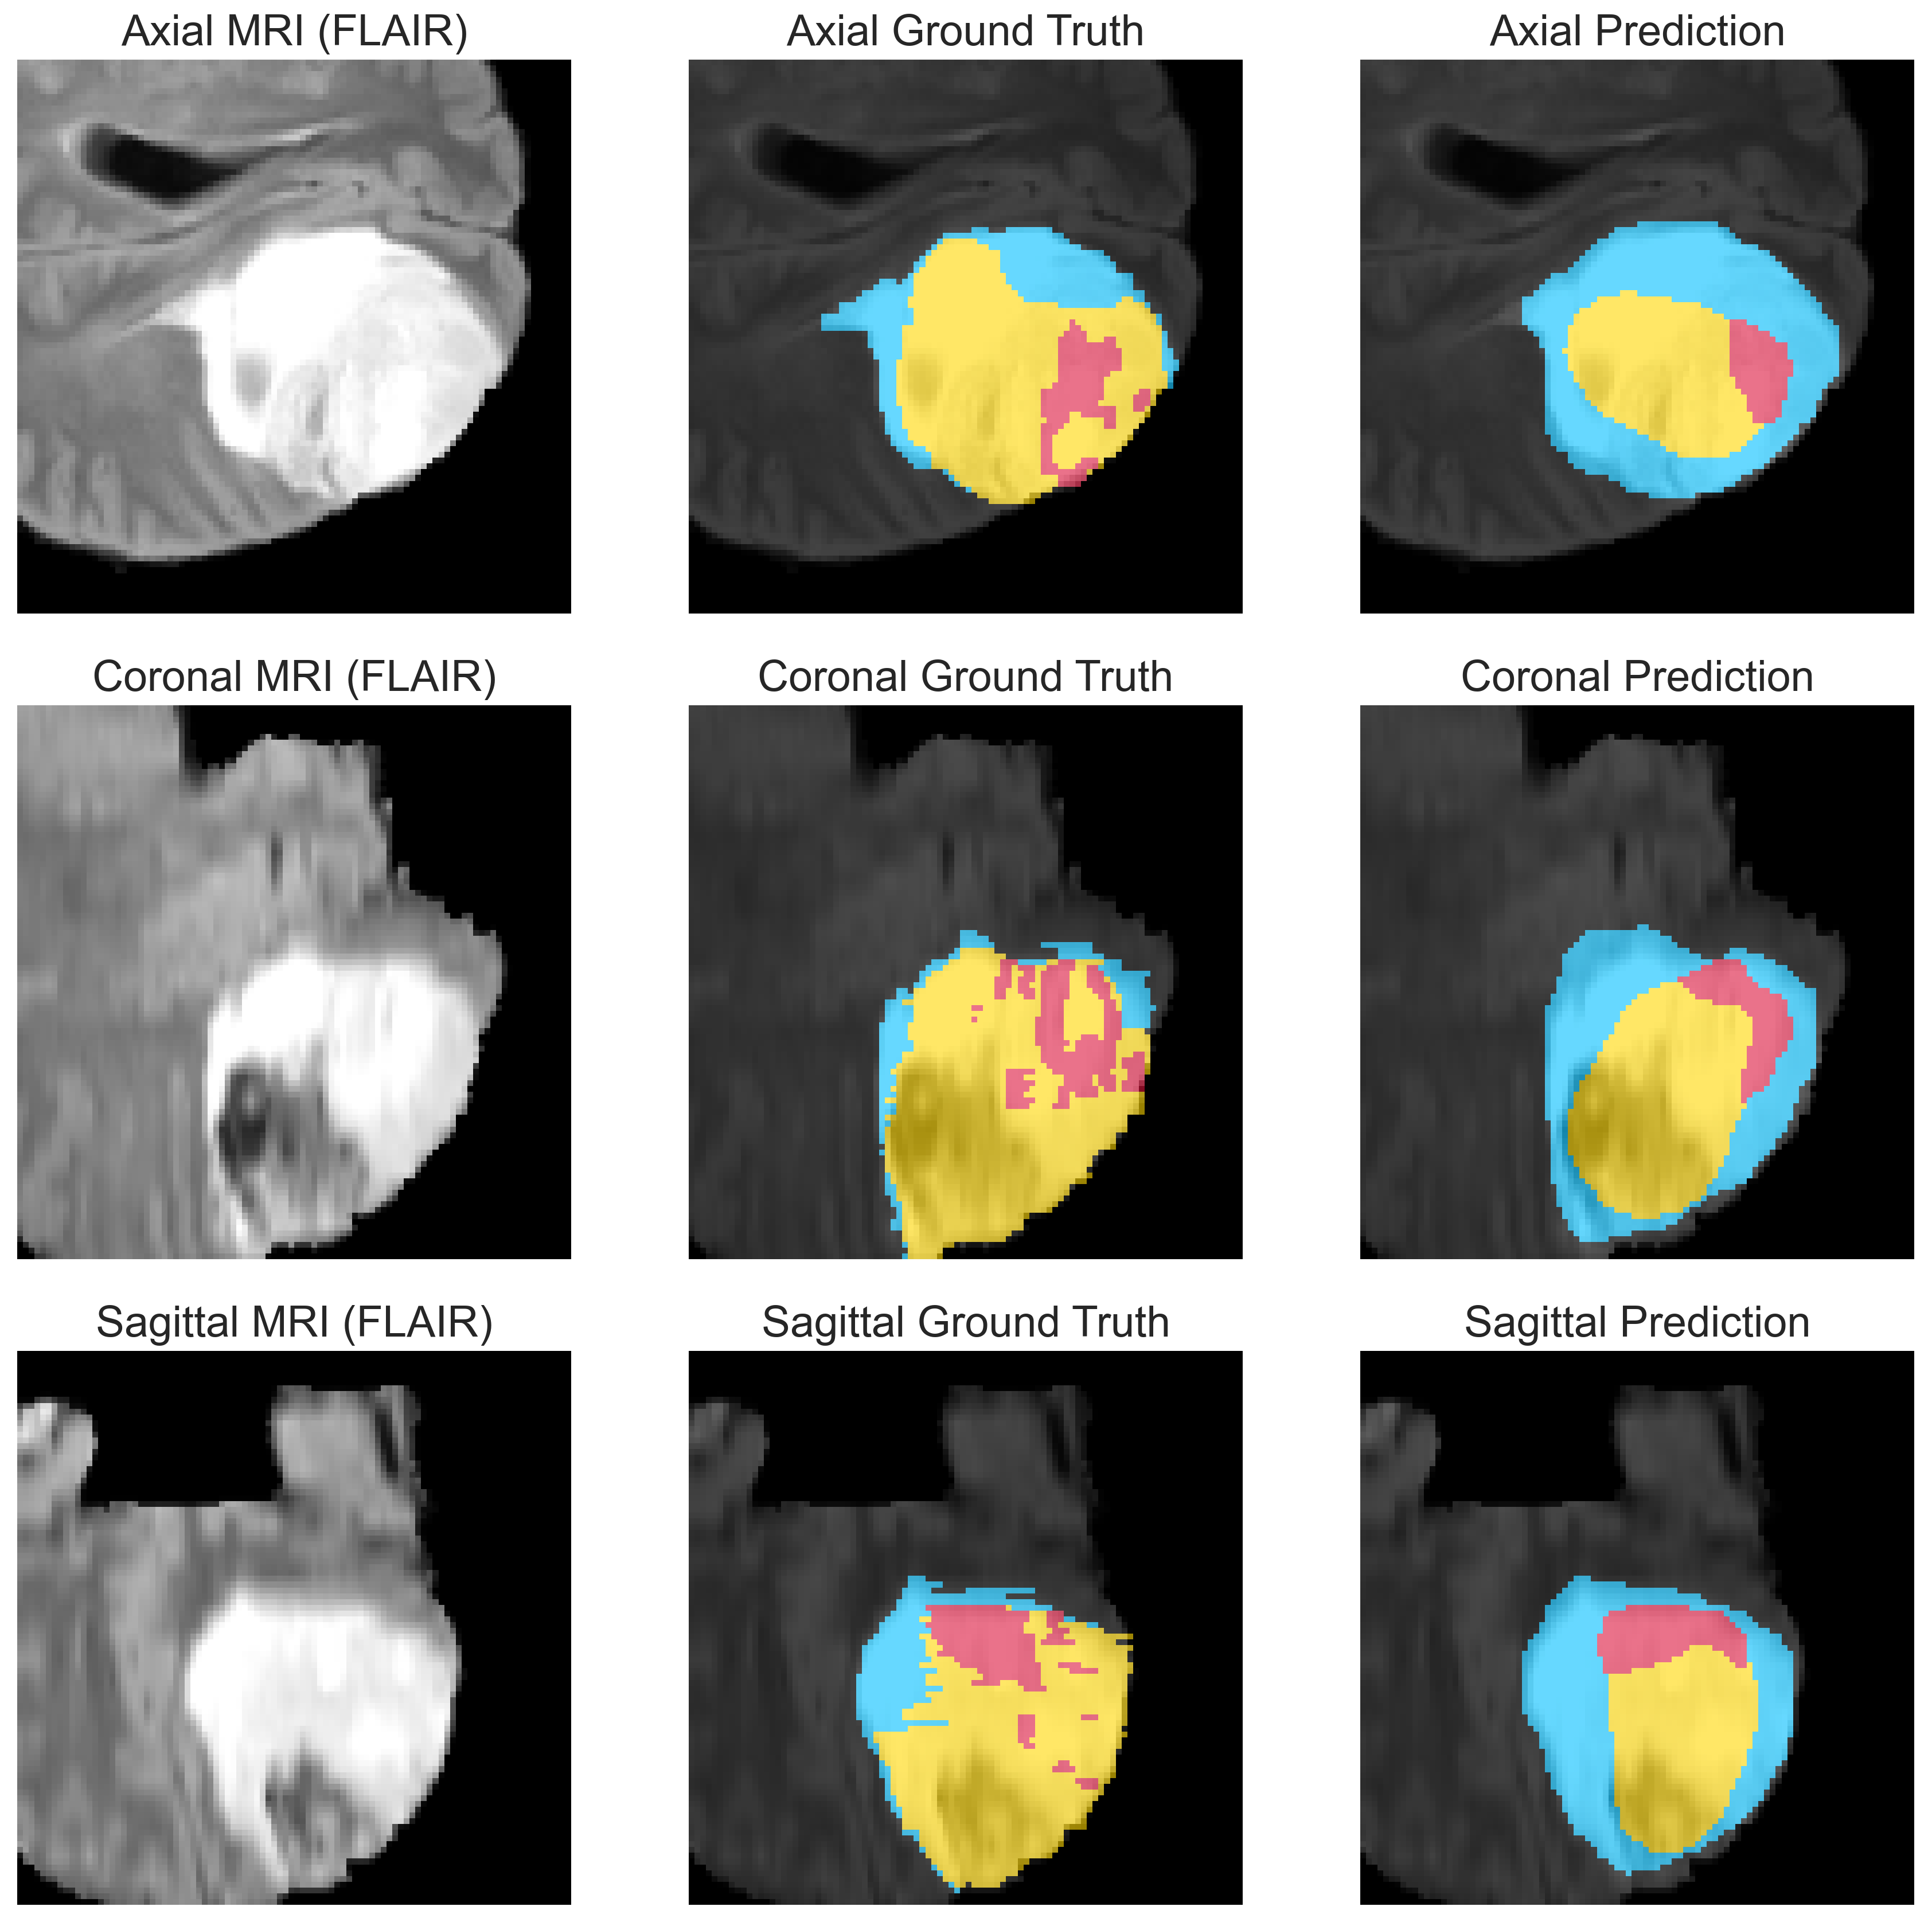 Axial MRI (FLAIR)
Axial Ground Truth
Axial Prediction
Coronal MRI (FLAIR)
Coronal Ground Truth
Coronal Prediction
Sagittal MRI (FLAIR)
Sagittal Ground Truth
Sagittal Prediction